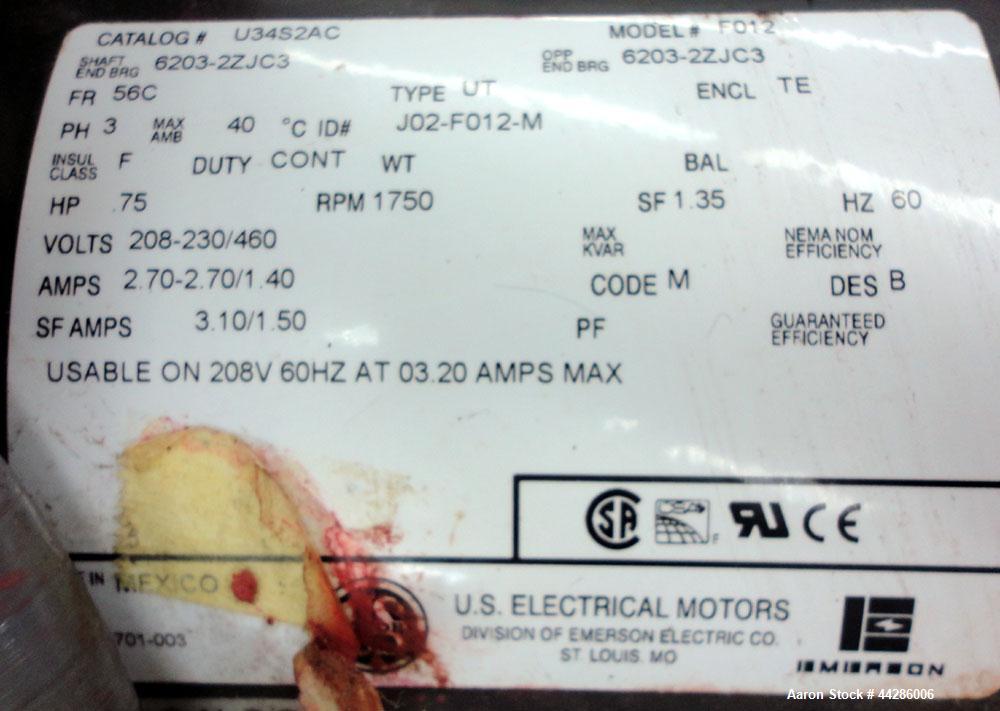 CATALOG # U34S2AC MODEL # F012
SHAFT END BRG 6203-2ZJC3 OPP END BRG 6203-2ZJC3
FR 56C TYPE UT ENCL TE
PH 3 MAX AMB 40 °C ID# J02-F012-M
INSUL CLASS F DUTY CONT WT BAL
HP .75 RPM 1750 SF 1.35 HZ 60
VOLTS 208-230/460 MAX KVAR NEMA NOM EFFICIENCY
AMPS 2.70-2.70/1.40 CODE M DES B
SF AMPS 3.10/1.50 PF GUARANTEED EFFICIENCY
USABLE ON 208V 60HZ AT 03.20 AMPS MAX
IN MEXICO
701-003
U.S. ELECTRICAL MOTORS
DIVISION OF EMERSON ELECTRIC CO.
ST. LOUIS, MO
EMERSON
Aaron Stock # 44286006